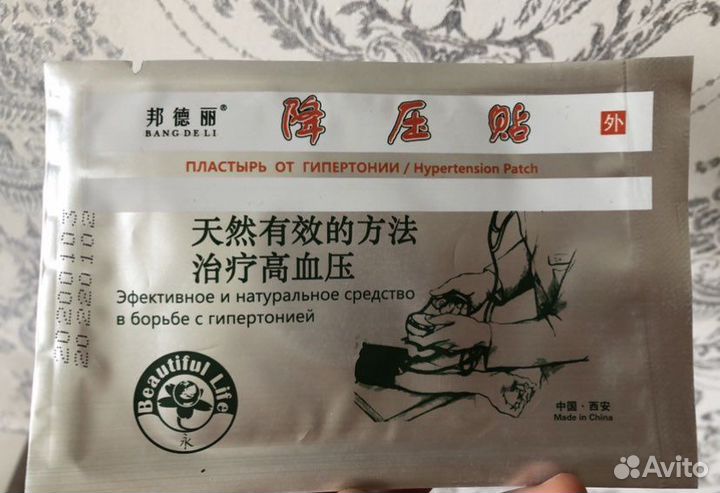 邦德丽®
BANG DE LI
降压贴
外
ПЛАСТЫРЬ ОТ ГИПЕРТОНИИ / Hypertension Patch
天然有效的方法
治疗高血压
Эфективное и натуральное средство
в борьбе с гипертонией
20200103
20220102
Beautiful Life
永
中国·西安
Made in China
Avito